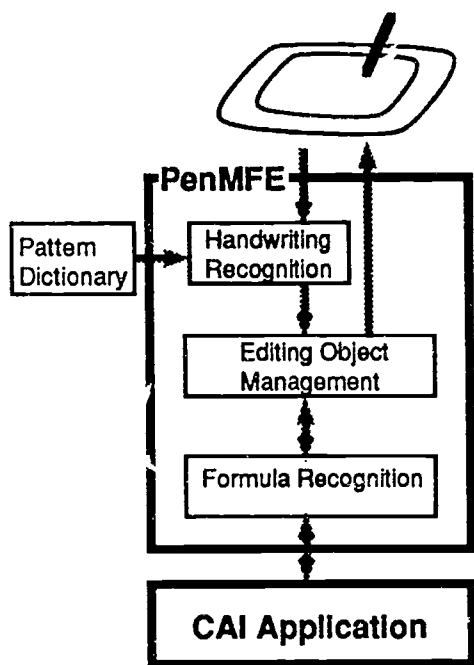 PenMFE
Pattern
Dictionary
Handwriting
Recognition
Editing Object
Management
Formula Recognition
CAI Application